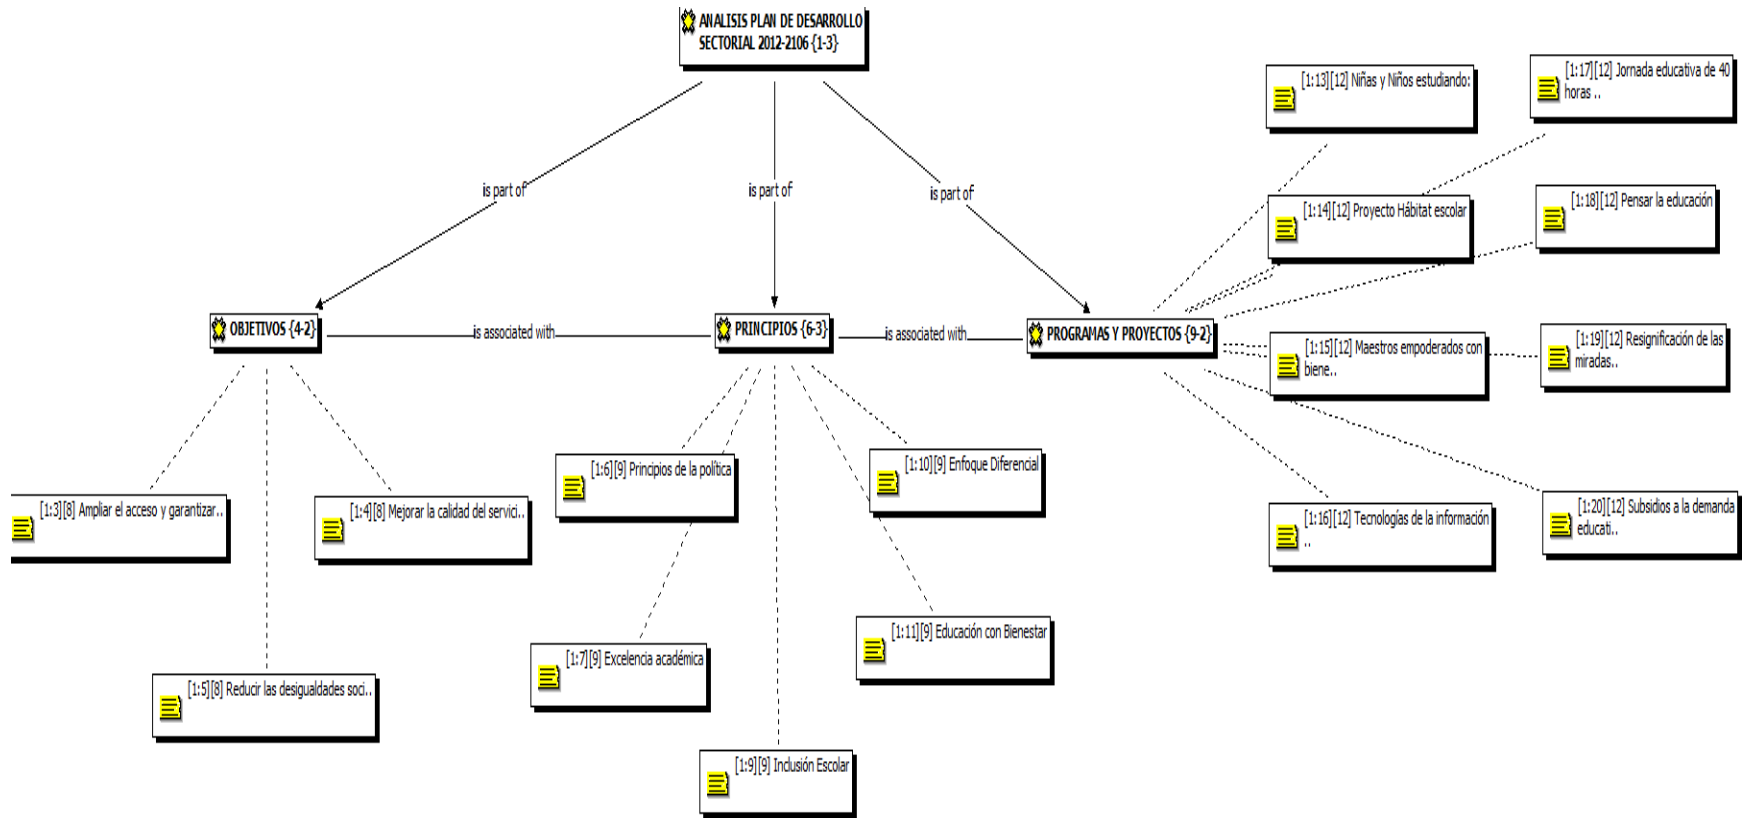 ANALISIS PLAN DE DESARROLLO
SECTORIAL 2012-2106 {1-3}
[1:13][12] Niñas y Niños estudiando:
[1:17][12] Jornada educativa de 40
horas ..
is part of
is part of
is part of
[1:14][12] Proyecto Hábitat escolar
[1:18][12] Pensar la educación
OBJETIVOS {4-2}
is associated with
PRINCIPIOS {6-3}
is associated with
PROGRAMAS Y PROYECTOS {9-2}
[1:15][12] Maestros empoderados con
biene..
[1:19][12] Resignificación de las
miradas..
[1:3][8] Ampliar el acceso y garantizar..
[1:4][8] Mejorar la calidad del servici..
[1:6][9] Principios de la política
[1:10][9] Enfoque Diferencial
[1:16][12] Tecnologías de la información
..
[1:20][12] Subsidios a la demanda
educati..
[1:5][8] Reducir las desigualdades soci..
[1:7][9] Excelencia académica
[1:11][9] Educación con Bienestar
[1:9][9] Inclusión Escolar